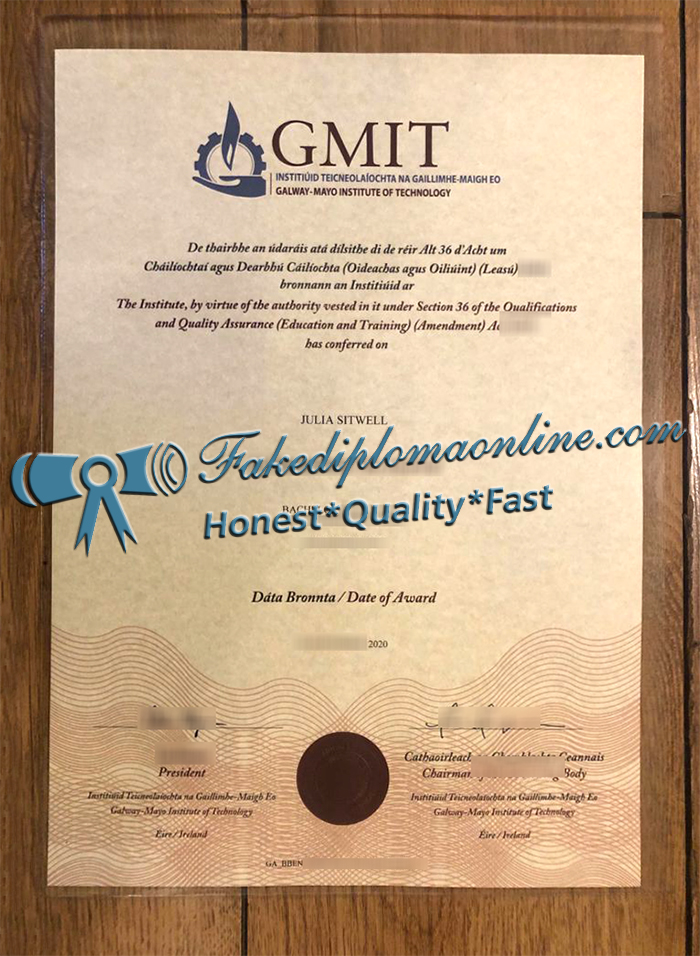 GMIT
INSTITIÚID TEICNEOLAÍOCHTA NA GAILLIMHE-MAIGH EO
GALWAY-MAYO INSTITUTE OF TECHNOLOGY
De thairbhe an údaráis atá dílsithe di de réir Alt 36 d'Acht um
Cháilíochtaí agus Dearbhú Cáilíochta (Oideachas agus Oiliúint) (Leasú)
bronnann an Institiúid ar
The Institute, by virtue of the authority vested in it under Section 36 of the Qualifications
and Quality Assurance (Education and Training) (Amendment)
has conferred on
JULIA SITWELL
Fakediplomaonline.com
Honest*Quality*Fast
Dáta Bronnta / Date of Award
2020
President
Institiúid Teicneolaíochta na Gaillimhe-Maigh Eo
Galway-Mayo Institute of Technology
Éire / Ireland
Ceannais
Body
Institiúid Teicneolaíochta na Gaillimhe-Maigh Eo
Galway-Mayo Institute of Technology
Éire / Ireland
GA_BBEN